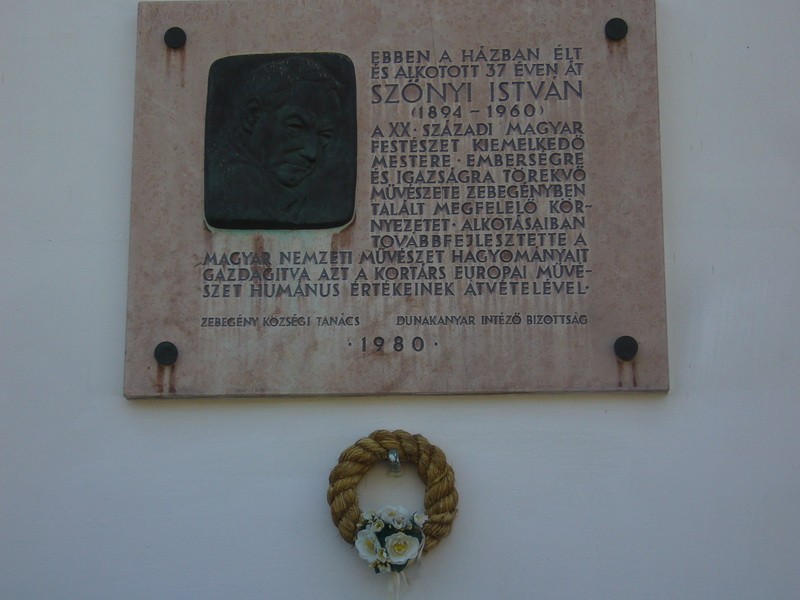 EBBEN A HÁZBAN ÉLT
ÉS ALKOTOTT 37 ÉVEN ÁT
SZŐNYI ISTVÁN
(1894 - 1960)
A XX. SZÁZADI MAGYAR
FESTÉSZET KIEMELKEDŐ
MESTERE · EMBERSÉGRE
ÉS IGAZSÁGRA TÖREKVŐ
MŰVÉSZETE ZEBEGÉNYBEN
TALÁLT MEGFELELŐ KÖR-
NYEZETET · ALKOTÁSAIBAN
TOVÁBBFEJLESZTETTE A
MAGYAR NEMZETI MŰVÉSZET HAGYOMÁNYAIT
GAZDAGITVA AZT A KORTÁRS EUROPAI MŰVÉ-
SZET HUMÁNUS ÉRTÉKEINEK ÁTVÉTELÉVEL·
ZEBEGÉNY KÖZSÉGI TANÁCS DUNAKANYAR INTÉZŐ BIZOTTSÁG
· 1980 ·